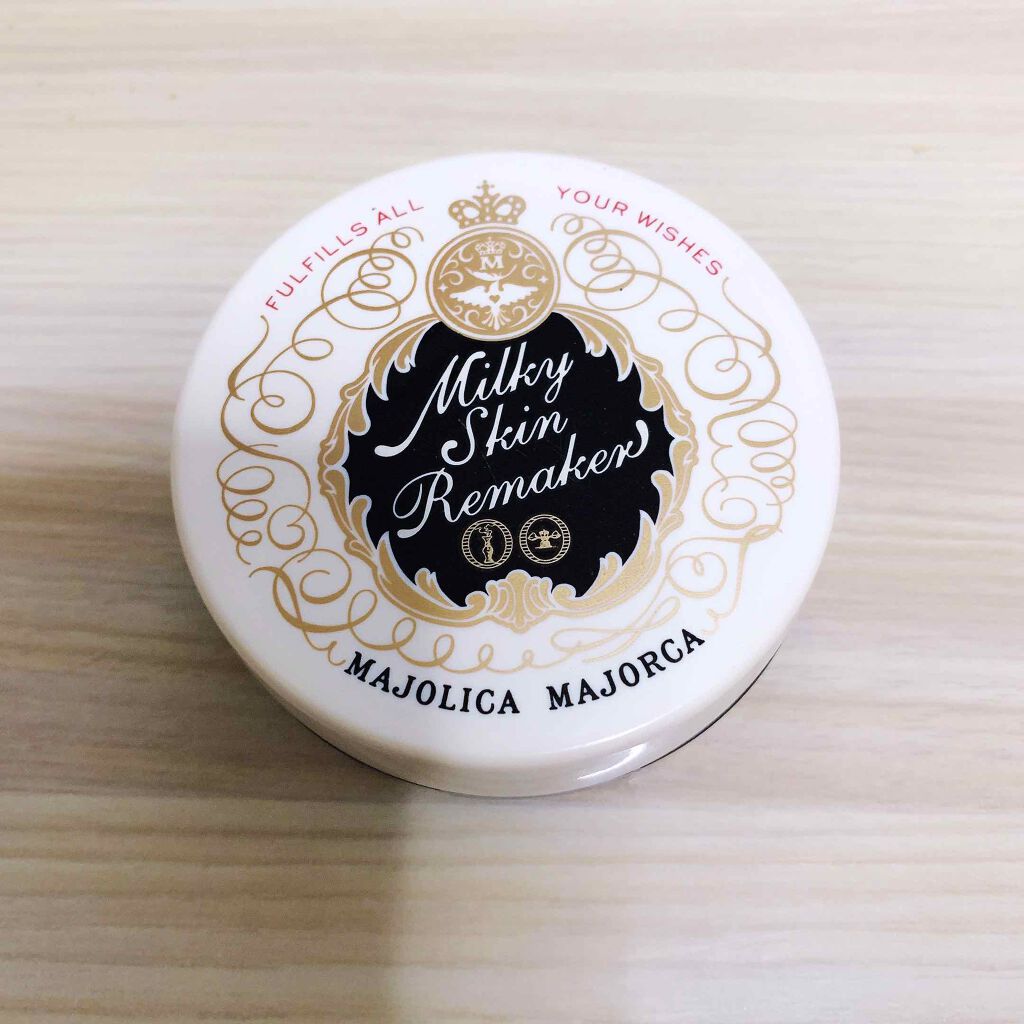 FULFILLS ALL YOUR WISHES
M
Milky
Skin
Remaker
MAJOLICA MAJORCA